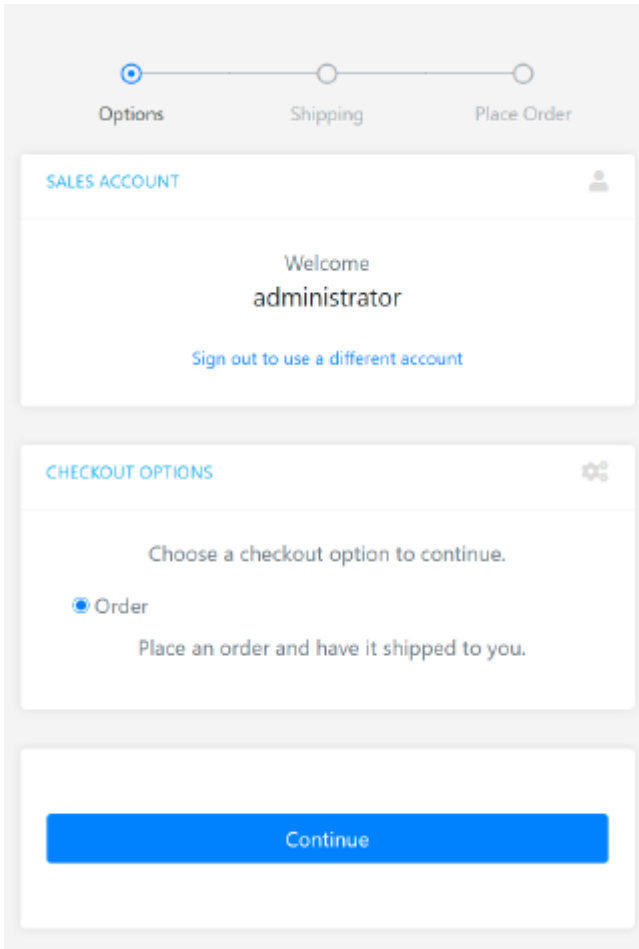 Options Shipping Place Order
SALES ACCOUNT
Welcome
administrator
Sign out to use a different account
CHECKOUT OPTIONS
Choose a checkout option to continue.
Order
Place an order and have it shipped to you.
Continue